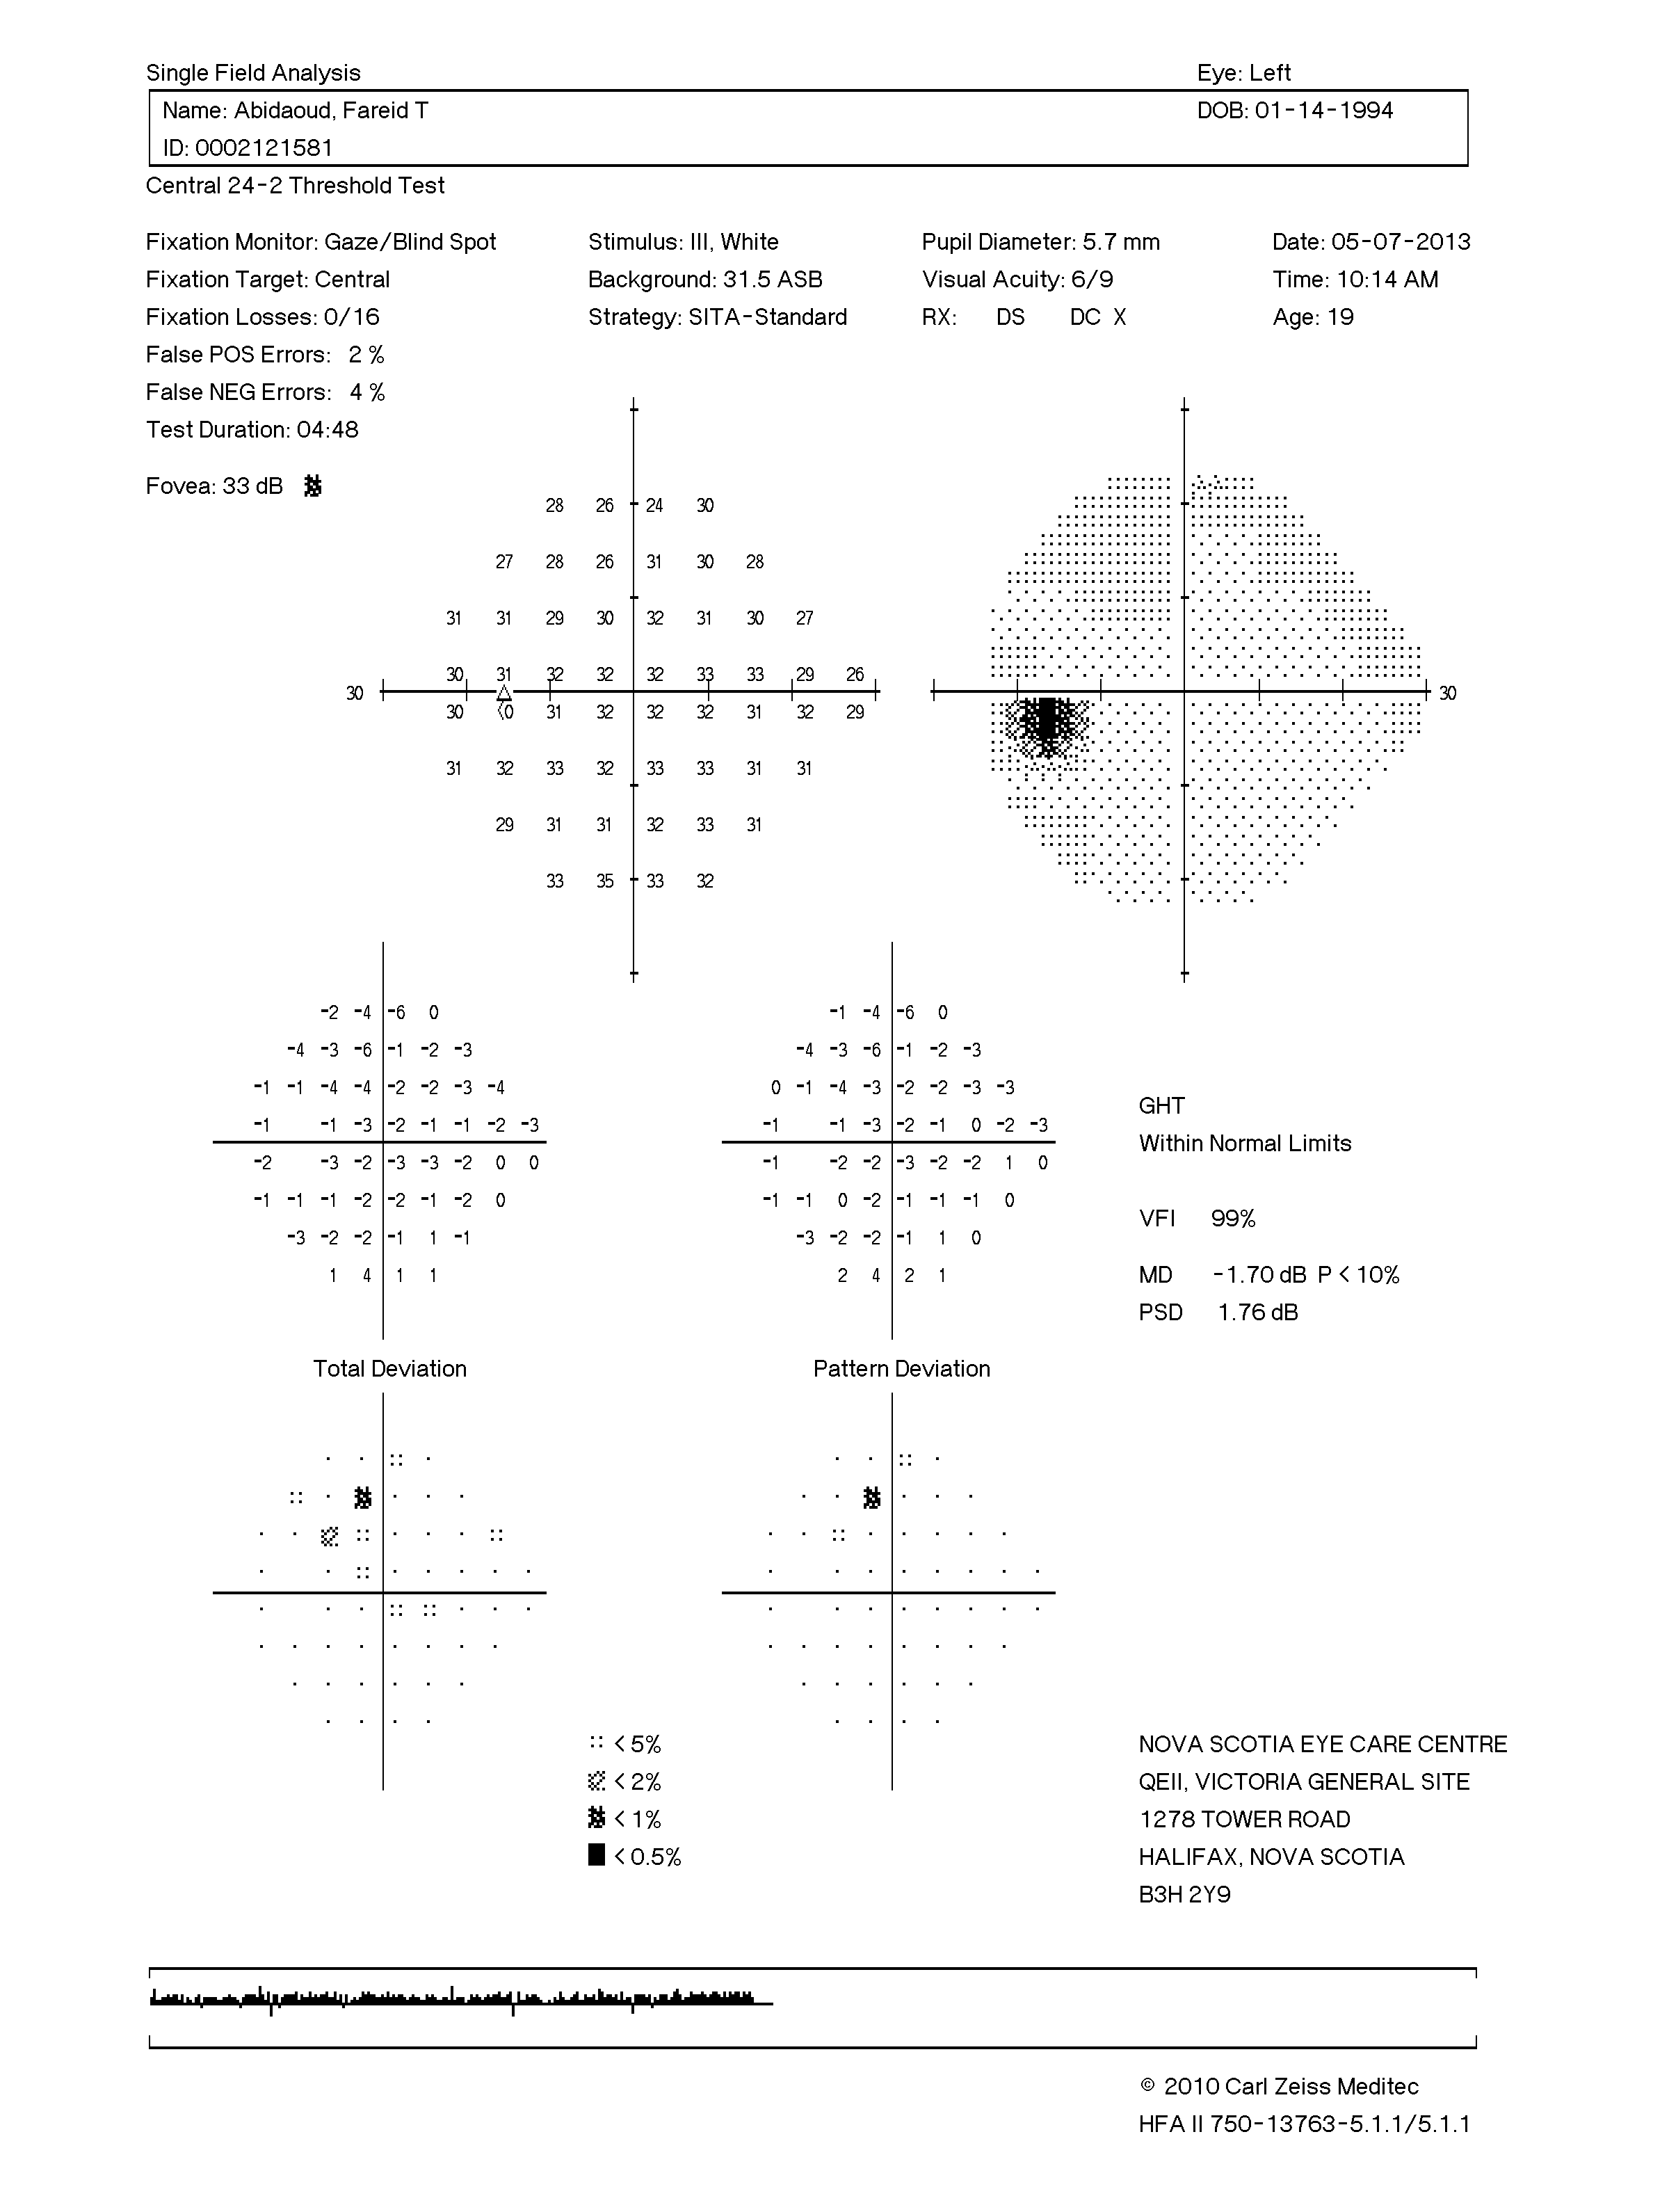 Single Field Analysis Eye: Left
Name: Abidaoud, Fareid T DOB: 01-14-1994
ID: 0002121581
Central 24-2 Threshold Test
Fixation Monitor: Gaze/Blind Spot Stimulus: III, White Pupil Diameter: 5.7 mm Date: 05-07-2013
Fixation Target: Central Background: 31.5 ASB Visual Acuity: 6/9 Time: 10:14 AM
Fixation Losses: 0/16 Strategy: SITA-Standard RX: DS DC X Age: 19
False POS Errors: 2 %
False NEG Errors: 4 %
Test Duration: 04:48
Fovea: 33 dB
28 26 24 30
27 28 26 31 30 28
31 31 29 30 32 31 30 27
30 31 32 32 32 33 33 29 26
30 30
30 <0 31 32 32 32 31 32 29
31 32 33 32 33 33 31 31
29 31 31 32 33 31
33 35 33 32
-2 -4 -6 0 -1 -4 -6 0
-4 -3 -6 -1 -2 -3 -4 -3 -6 -1 -2 -3
-1 -1 -4 -4 -2 -2 -3 -4 0 -1 -4 -3 -2 -2 -3 -3
-1 -1 -3 -2 -1 -1 -2 -3 -1 -1 -3 -2 -1 0 -2 -3
-2 -3 -2 -3 -3 -2 0 0 -1 -2 -2 -3 -2 -2 1 0
-1 -1 -1 -2 -2 -1 -2 0 -1 -1 0 -2 -1 -1 -1 0
-3 -2 -2 -1 1 -1 -3 -2 -2 -1 1 0
1 4 1 1 2 4 2 1
GHT
Within Normal Limits
VFI 99%
MD -1.70 dB P < 10%
PSD 1.76 dB
Total Deviation Pattern Deviation
< 5%
< 2%
< 1%
< 0.5%
NOVA SCOTIA EYE CARE CENTRE
QEII, VICTORIA GENERAL SITE
1278 TOWER ROAD
HALIFAX, NOVA SCOTIA
B3H 2Y9
© 2010 Carl Zeiss Meditec
HFA II 750-13763-5.1.1/5.1.1